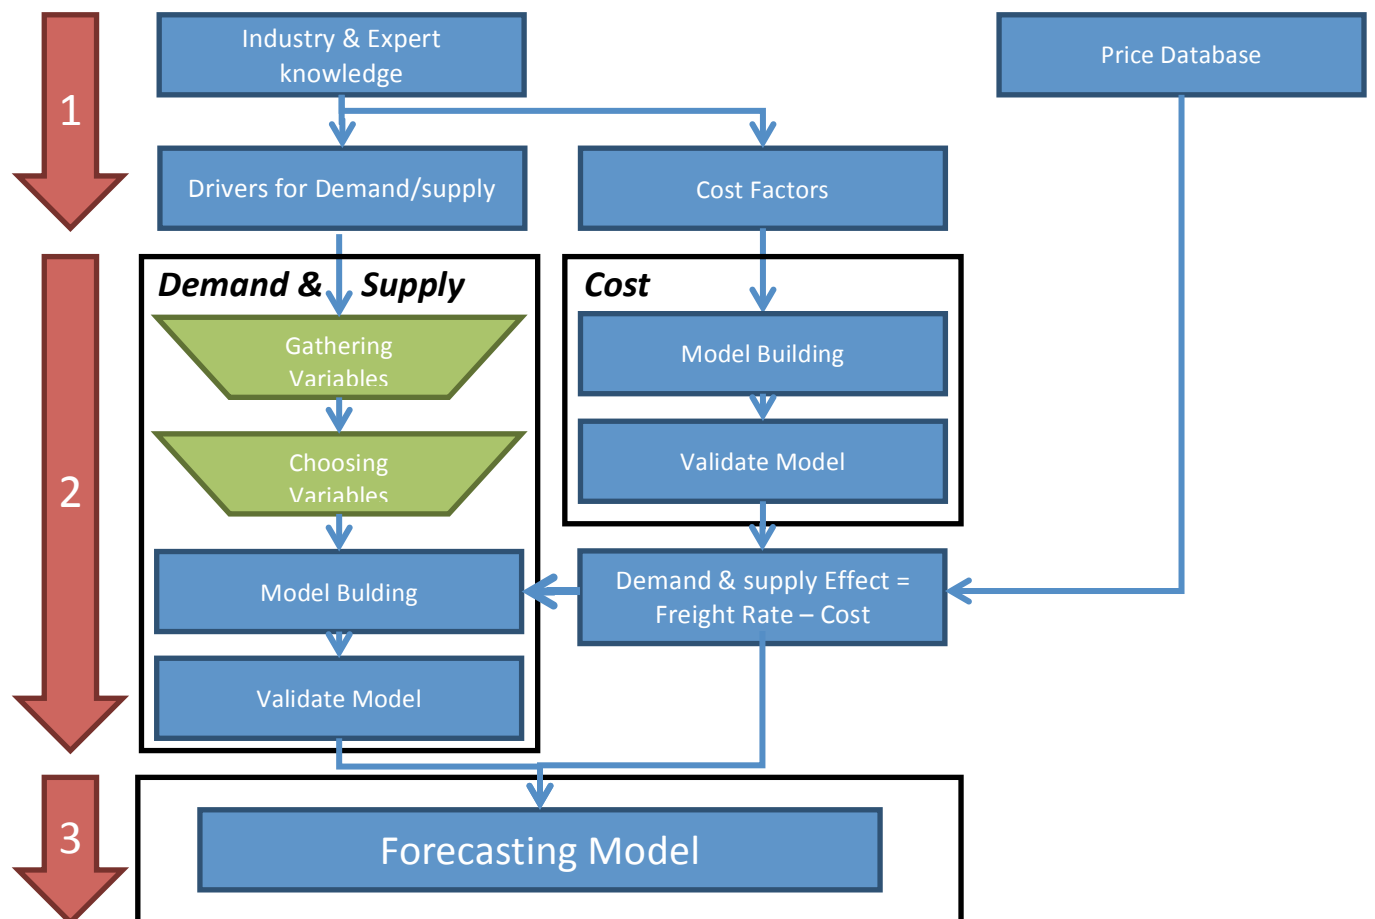 Industry & Expert
knowledge
Price Database
1
Drivers for Demand/supply
Cost Factors
2
Demand & Supply
Gathering
Variables
Choosing
Variables
Model Bulding
Validate Model
Cost
Model Building
Validate Model
Demand & supply Effect =
Freight Rate – Cost
3
Forecasting Model